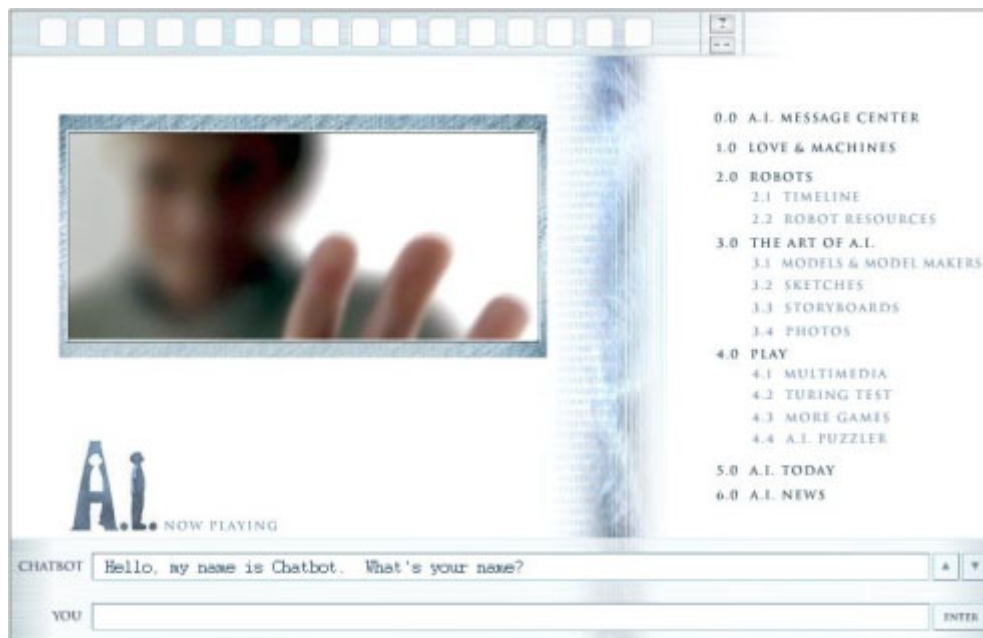 ?
--
0.0 A.I. MESSAGE CENTER
1.0 LOVE & MACHINES
2.0 ROBOTS
2.1 TIMELINE
2.2 ROBOT RESOURCES
3.0 THE ART OF A.I.
3.1 MODELS & MODEL MAKERS
3.2 SKETCHES
3.3 STORYBOARDS
3.4 PHOTOS
4.0 PLAY
4.1 MULTIMEDIA
4.2 TURING TEST
4.3 MORE GAMES
4.4 A.I. PUZZLER
5.0 A.I. TODAY
6.0 A.I. NEWS
A.I. NOW PLAYING
CHATBOT Hello, my name is Chatbot. What's your name?
YOU ENTER